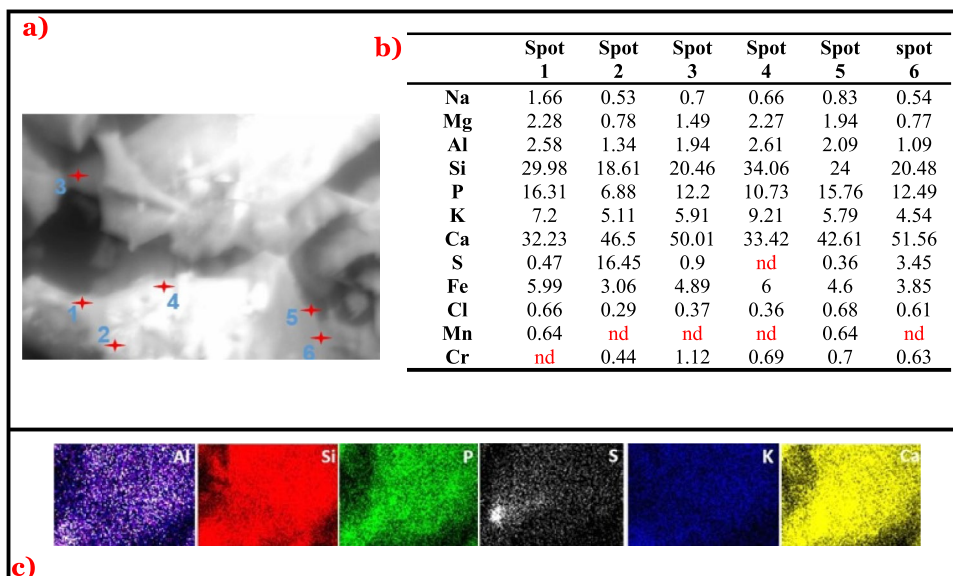 a)
3
1
2
4
5
6
b)
Spot 1 Spot 2 Spot 3 Spot 4 Spot 5 spot 6
Na 1.66 0.53 0.7 0.66 0.83 0.54
Mg 2.28 0.78 1.49 2.27 1.94 0.77
Al 2.58 1.34 1.94 2.61 2.09 1.09
Si 29.98 18.61 20.46 34.06 24 20.48
P 16.31 6.88 12.2 10.73 15.76 12.49
K 7.2 5.11 5.91 9.21 5.79 4.54
Ca 32.23 46.5 50.01 33.42 42.61 51.56
S 0.47 16.45 0.9 nd 0.36 3.45
Fe 5.99 3.06 4.89 6 4.6 3.85
Cl 0.66 0.29 0.37 0.36 0.68 0.61
Mn 0.64 nd nd nd 0.64 nd
Cr nd 0.44 1.12 0.69 0.7 0.63
Al Si P S K Ca
c)